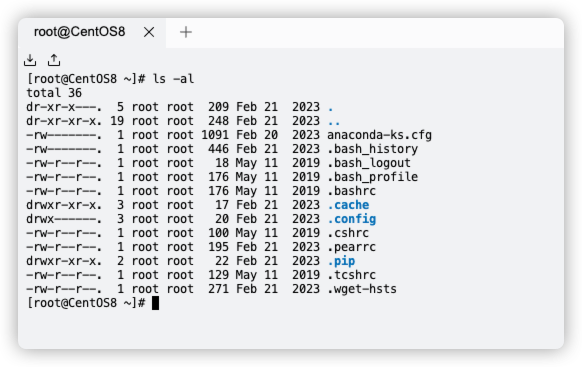 root@CentOS8
[root@CentOS8 ~]# ls -al
total 36
dr-xr-x---.  5 root root  209 Feb 21  2023 .
dr-xr-xr-x. 19 root root  248 Feb 21  2023 ..
-rw-------.  1 root root 1091 Feb 20  2023 anaconda-ks.cfg
-rw-------.  1 root root  446 Feb 21  2023 .bash_history
-rw-r--r--.  1 root root   18 May 11  2019 .bash_logout
-rw-r--r--.  1 root root  176 May 11  2019 .bash_profile
-rw-r--r--.  1 root root  176 May 11  2019 .bashrc
drwxr-xr-x.  3 root root   17 Feb 21  2023 .cache
drwx------.  3 root root   20 Feb 21  2023 .config
-rw-r--r--.  1 root root  100 May 11  2019 .cshrc
-rw-r--r--.  1 root root  195 Feb 21  2023 .pearrc
drwxr-xr-x.  2 root root   22 Feb 21  2023 .pip
-rw-r--r--.  1 root root  129 May 11  2019 .tcshrc
-rw-r--r--.  1 root root  271 Feb 21  2023 .wget-hsts
[root@CentOS8 ~]#